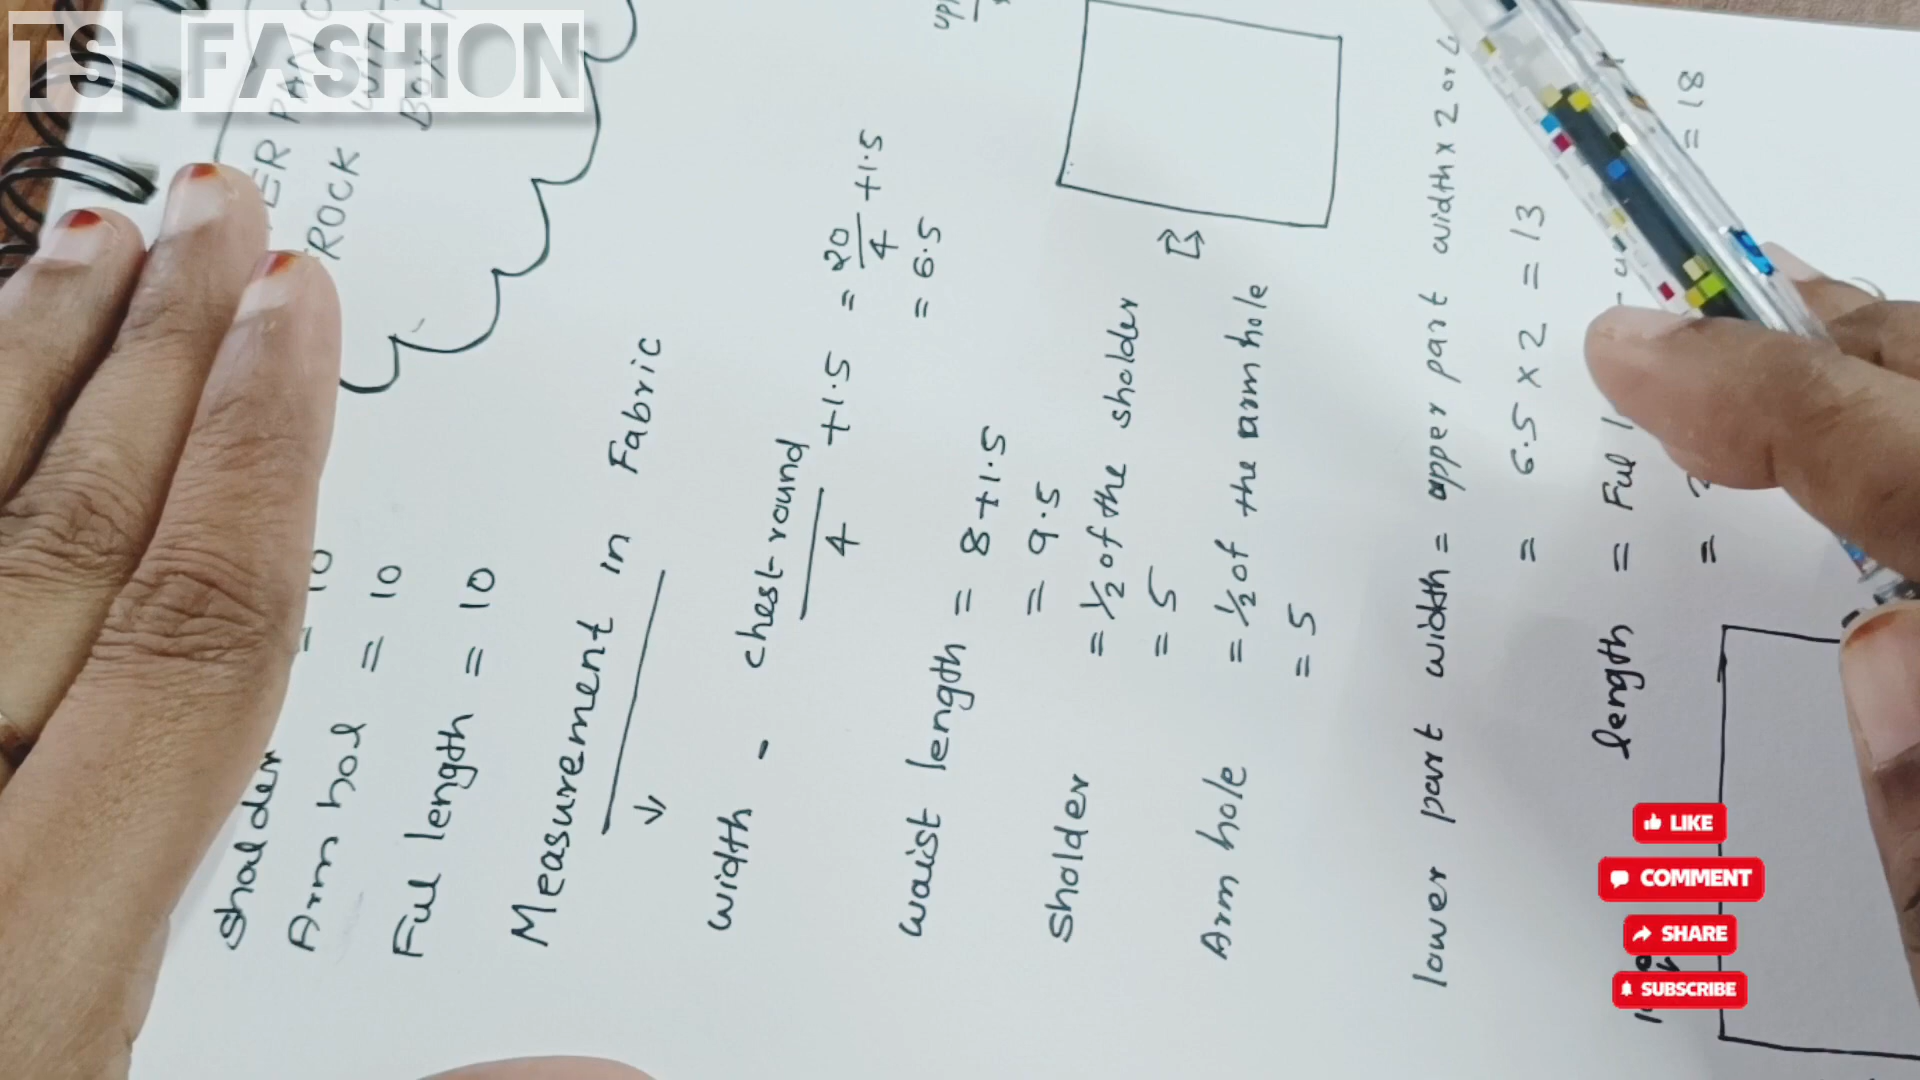 TS FASHION
ROCK
Sholder = 10
Arm hol = 10
Ful length = 10
Measurement in Fabric
width - chest round / 4 +1.5 = 20/4 +1.5
= 6.5
waist length = 8+1.5
= 9.5
Sholder = 1/2 of the sholder
= 5
Arm hole = 1/2 of the arm hole
= 5
lower part width = upper part width x 2 or
= 6.5 x 2 = 13
length = Ful
= = 18
LIKE
COMMENT
SHARE
SUBSCRIBE